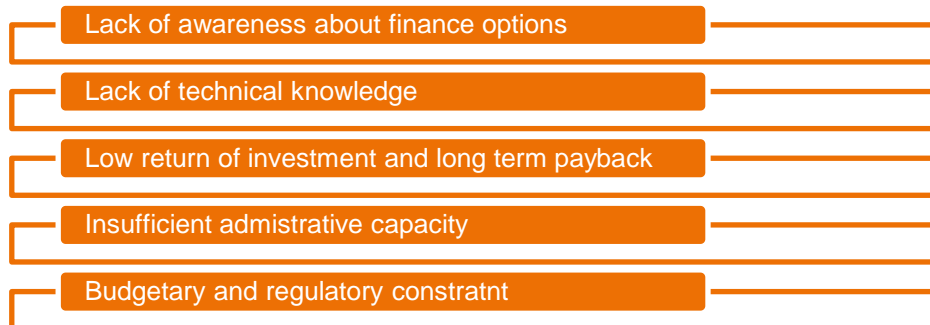 Lack of awareness about finance options
Lack of technical knowledge
Low return of investment and long term payback
Insufficient admistrative capacity
Budgetary and regulatory constratnt